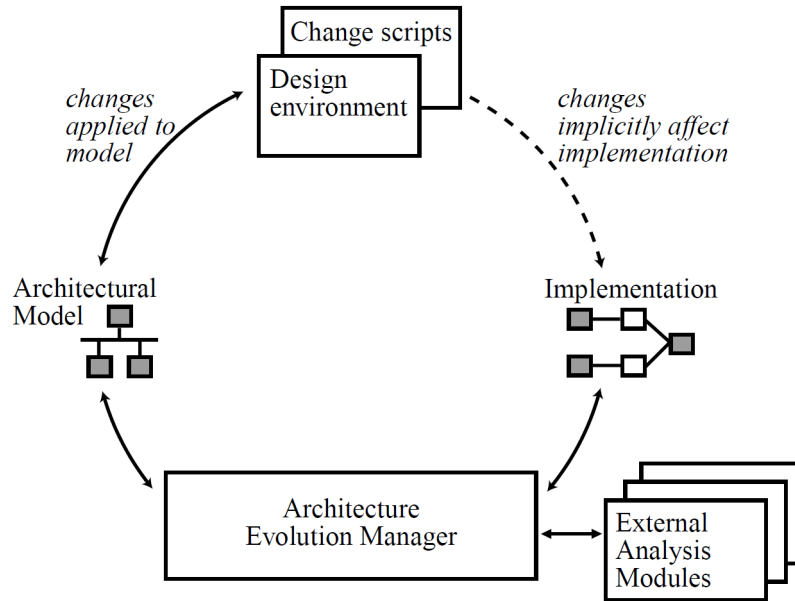 Change scripts
Design
environment
changes
applied to
model
changes
implicitly affect
implementation
Architectural
Model
Implementation
Architecture
Evolution Manager
External
Analysis
Modules